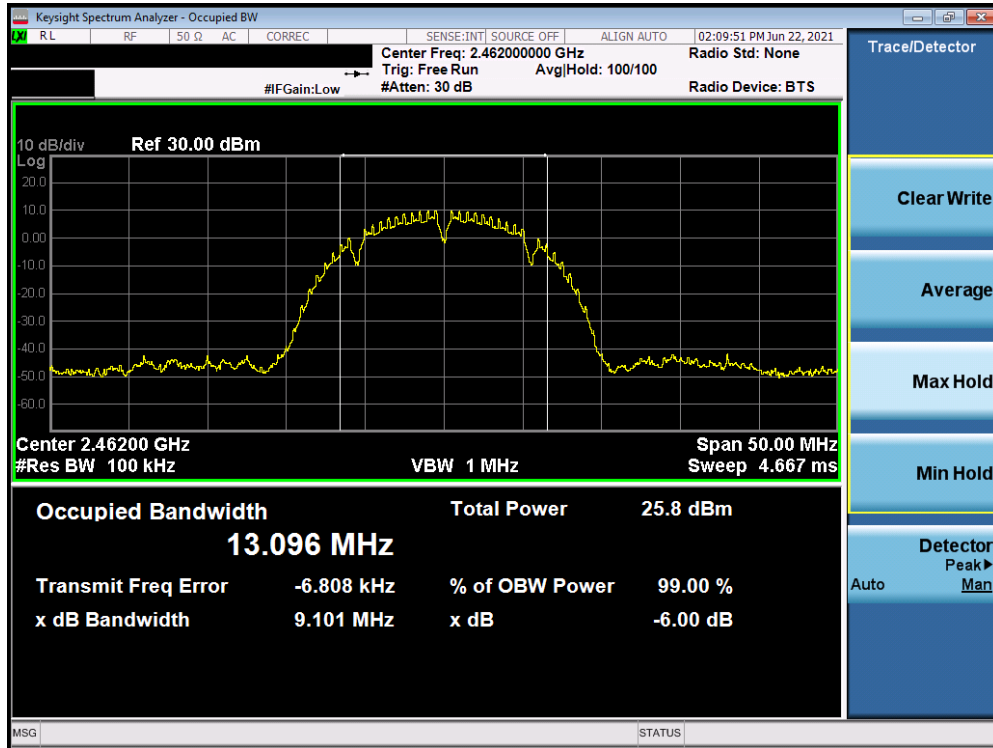 Keysight Spectrum Analyzer - Occupied BW
LXI RL RF 50 Ω AC CORREC SENSE:INT SOURCE OFF ALIGN AUTO 02:09:51 PM Jun 22, 2021
Center Freq: 2.462000000 GHz Radio Std: None
Trig: Free Run Avg|Hold: 100/100
#IFGain:Low #Atten: 30 dB Radio Device: BTS
10 dB/div Ref 30.00 dBm
Log
20.0
10.0
0.00
-10.0
-20.0
-30.0
-40.0
-50.0
-60.0
Center 2.46200 GHz Span 50.00 MHz
#Res BW 100 kHz VBW 1 MHz Sweep 4.667 ms
Occupied Bandwidth Total Power 25.8 dBm
13.096 MHz
Transmit Freq Error -6.808 kHz % of OBW Power 99.00 %
x dB Bandwidth 9.101 MHz x dB -6.00 dB
Trace/Detector
Clear Write
Average
Max Hold
Min Hold
Detector
Peak▶
Auto Man
MSG STATUS